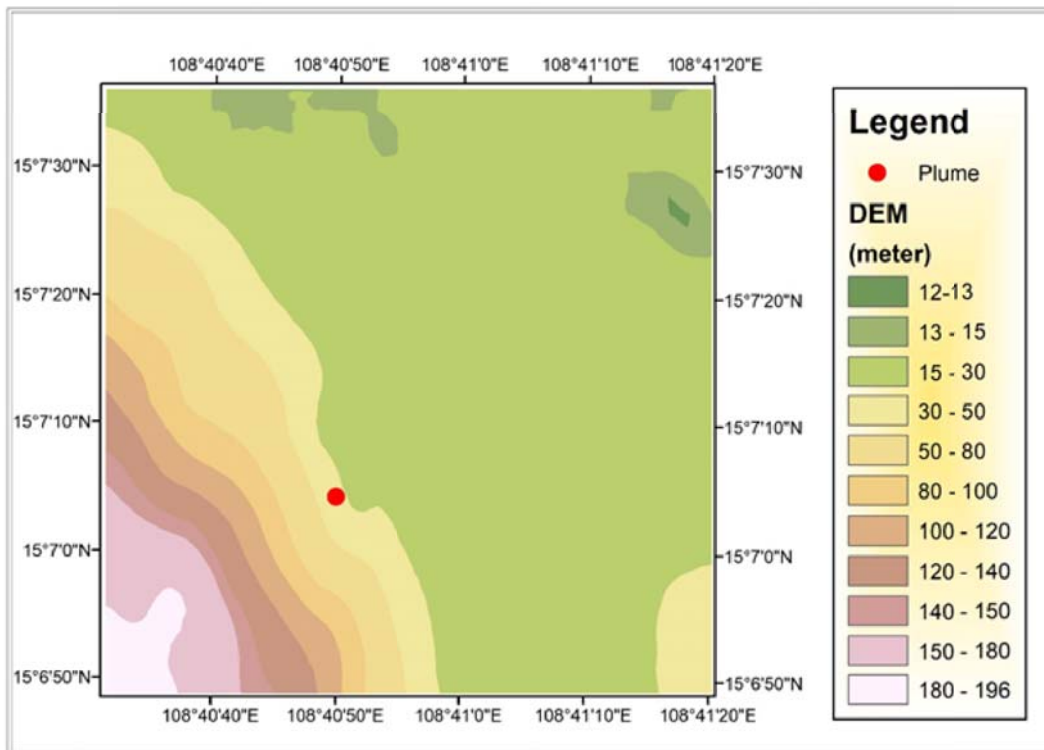 108°40'40"E 108°40'50"E 108°41'0"E 108°41'10"E 108°41'20"E
15°7'30"N
15°7'20"N
15°7'10"N
15°7'0"N
15°6'50"N
15°7'30"N
15°7'20"N
15°7'10"N
15°7'0"N
15°6'50"N
108°40'40"E 108°40'50"E 108°41'0"E 108°41'10"E 108°41'20"E
Legend
Plume
DEM
(meter)
12-13
13 - 15
15 - 30
30 - 50
50 - 80
80 - 100
100 - 120
120 - 140
140 - 150
150 - 180
180 - 196